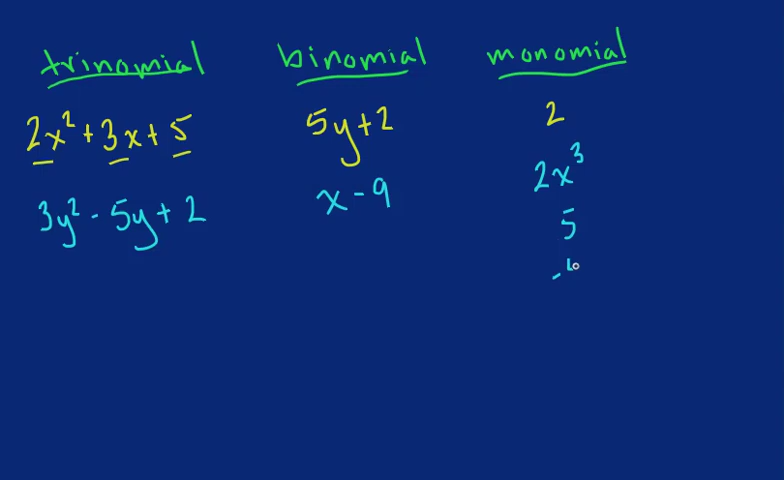 trinomial binomial monomial
2x² + 3x + 5 5y + 2 2
3y² - 5y + 2 x - 9 2x³
5